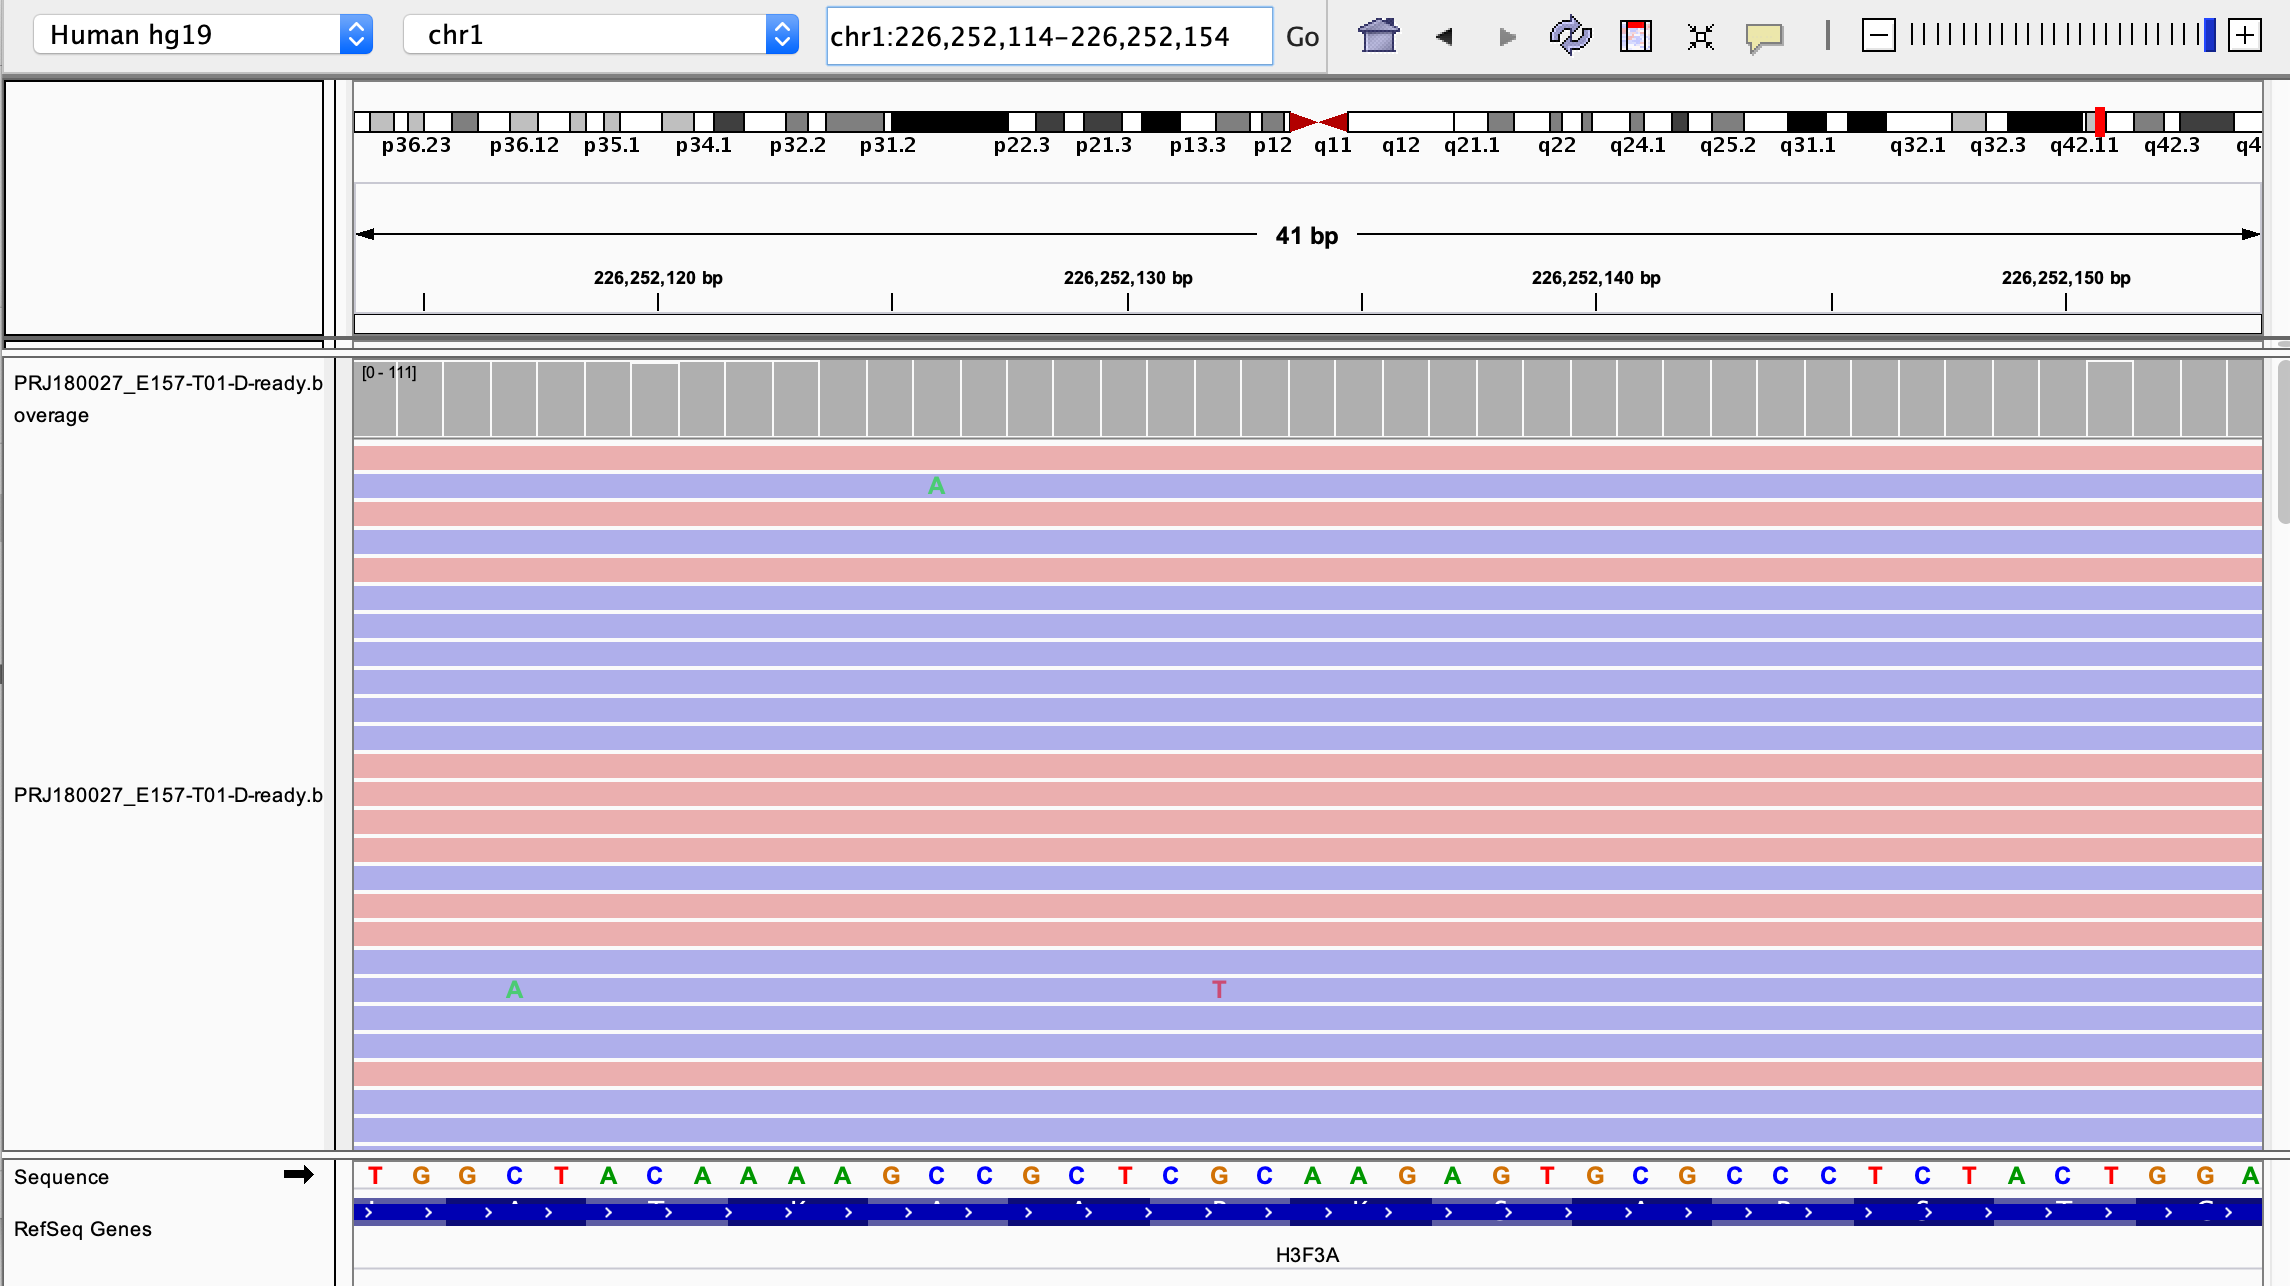 Human hg19 chr1 chr1:226,252,114-226,252,154 Go
p36.23 p36.12 p35.1 p34.1 p32.2 p31.2 p22.3 p21.3 p13.3 p12 q11 q12 q21.1 q22 q24.1 q25.2 q31.1 q32.1 q32.3 q42.11 q42.3 q4
41 bp
226,252,120 bp 226,252,130 bp 226,252,140 bp 226,252,150 bp
[0 - 111]
PRJ180027_E157-T01-D-ready.b
overage
A
PRJ180027_E157-T01-D-ready.b
A T
Sequence T G G C T A C A A A A G C C G C T C G C A A G A G T G C G C C C T C T A C T G G A
RefSeq Genes
H3F3A